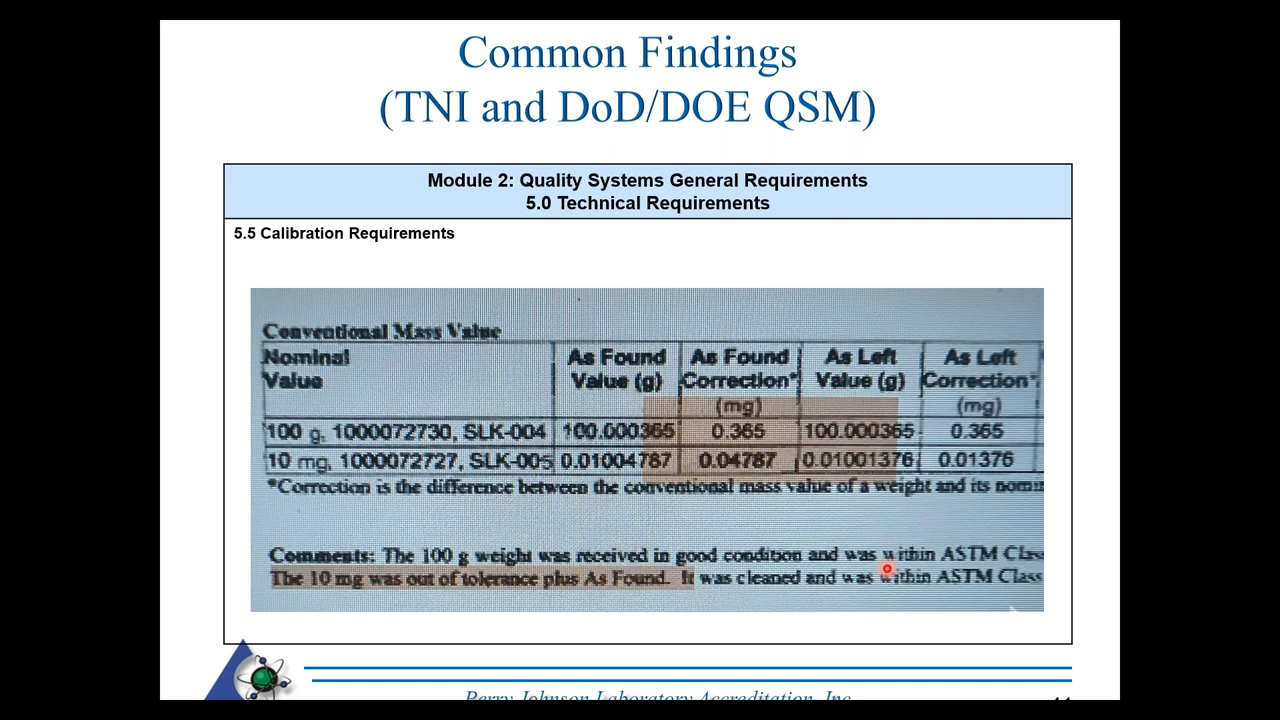 Common Findings
(TNI and DoD/DOE QSM)
Module 2: Quality Systems General Requirements
5.0 Technical Requirements
5.5 Calibration Requirements
Conventional Mass Value
Nominal Value As Found Value (g) As Found Correction* (mg) As Left Value (g) As Left Correction* (mg)
100 g, 1000072730, SLK-004 100.000365 0.365 100.000365 0.365
10 mg, 1000072727, SLK-005 0.01004787 0.04787 0.01001376 0.01376
*Correction is the difference between the conventional mass value of a weight and its
Comments: The 100 g weight was received in good condition and was within ASTM
The 10 mg was out of tolerance plus As Found. It was cleaned and was within ASTM Class
Perry Johnson Laboratory Accreditation, Inc.